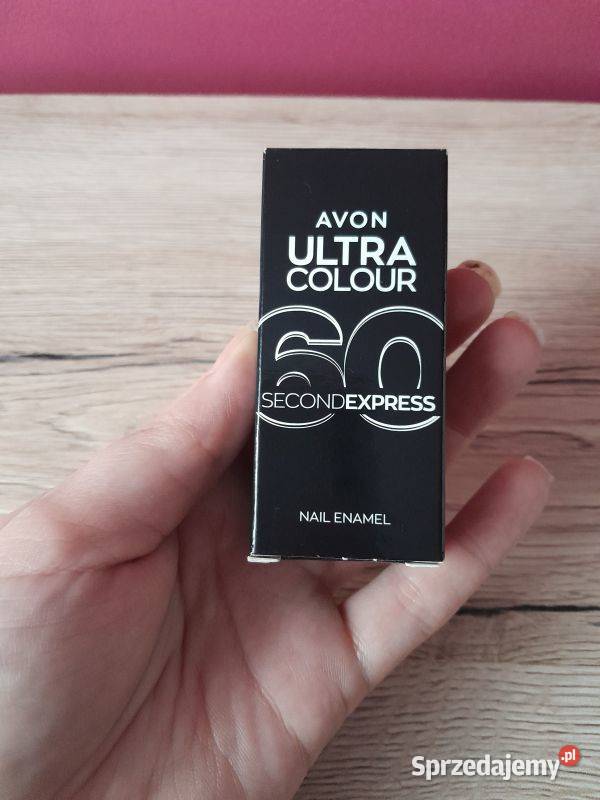 AVON
ULTRA
COLOUR
60
SECONDEXPRESS
NAIL ENAMEL
Sprzedajemy.pl